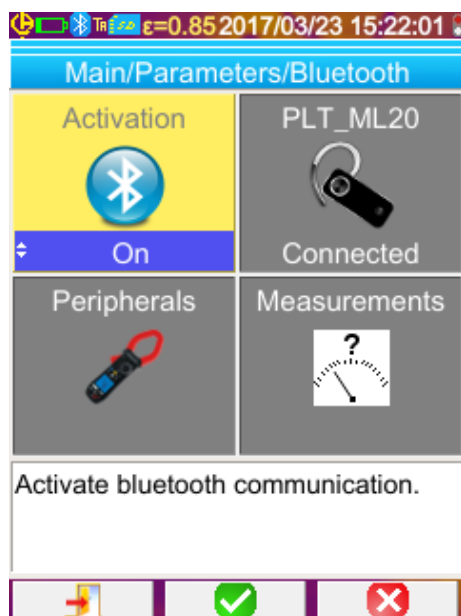 ε=0.85 2017/03/23 15:22:01
Main/Parameters/Bluetooth
Activation
PLT_ML20
On
Connected
Peripherals
Measurements
?
Activate bluetooth communication.